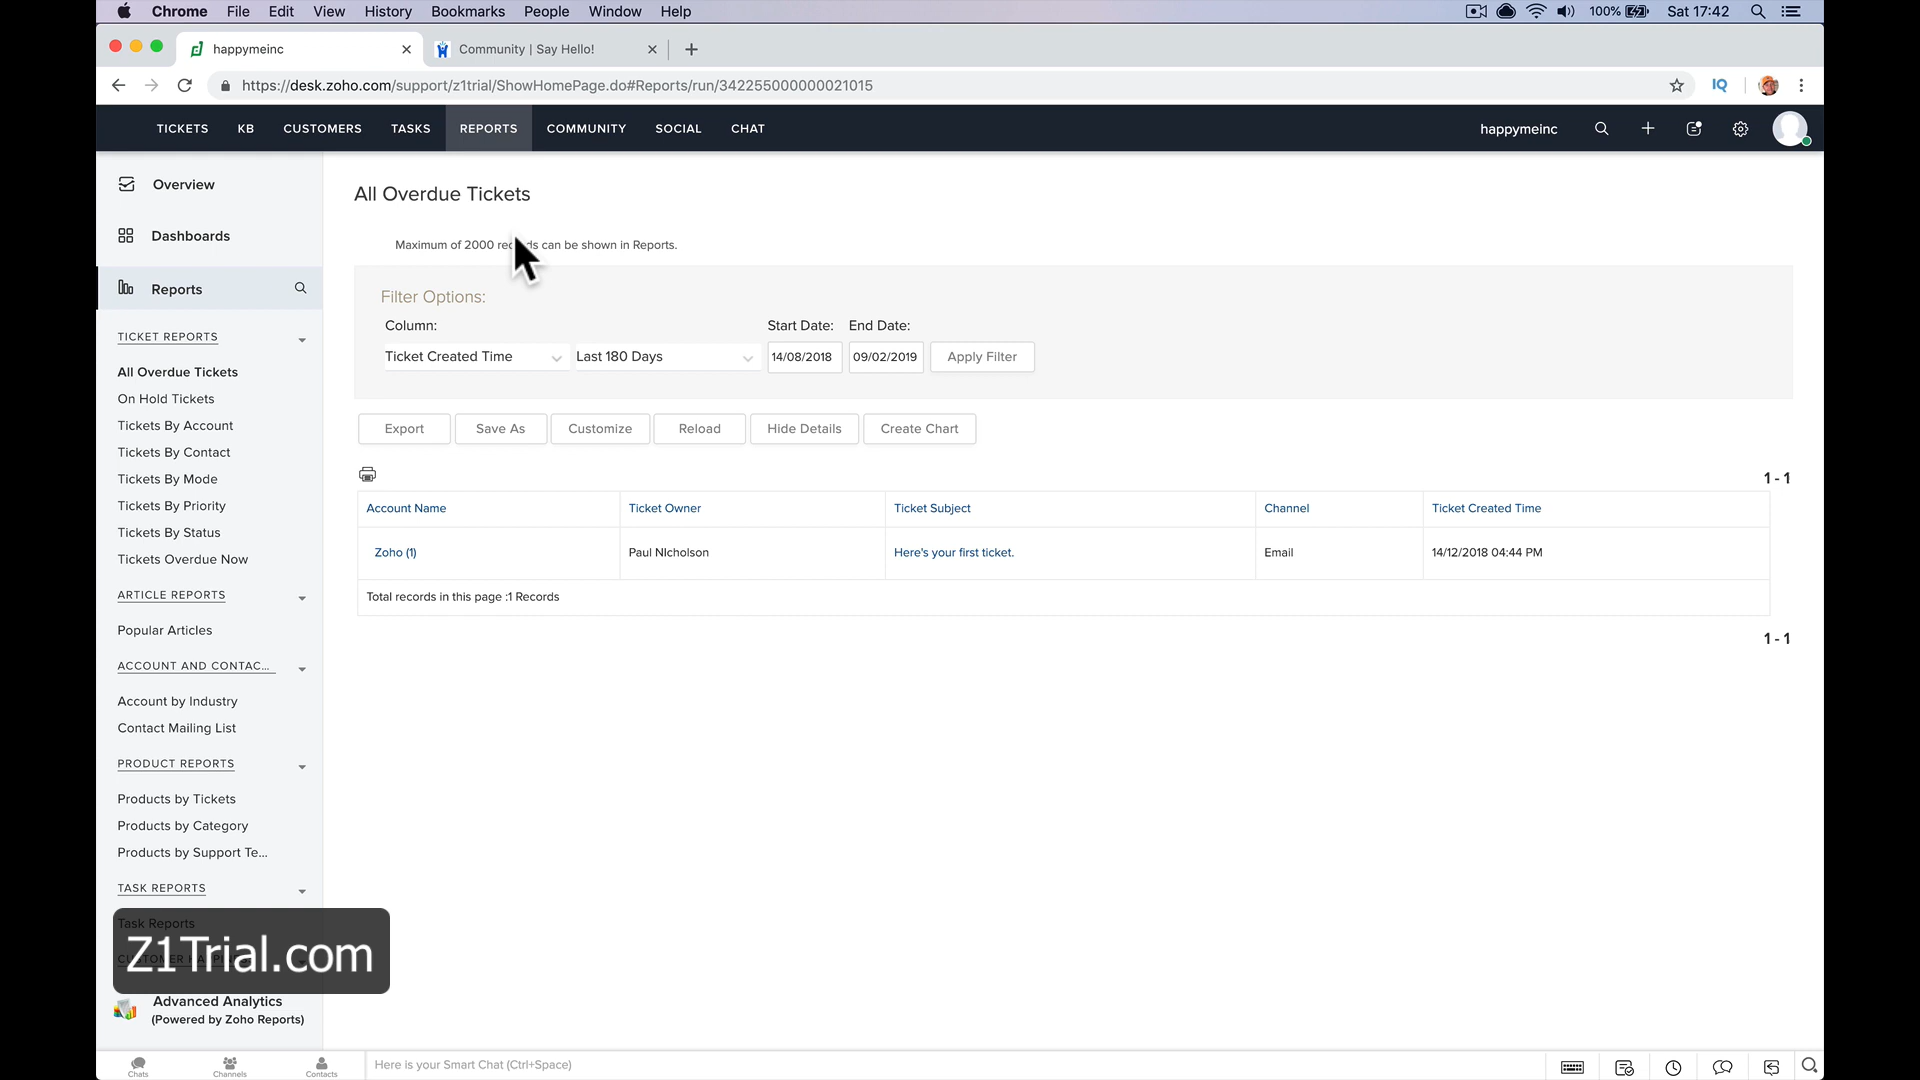 Chrome File Edit View History Bookmarks People Window Help 100% Sat 17:42
happymeinc Community | Say Hello!
https://desk.zoho.com/support/z1trial/ShowHomePage.do#Reports/run/342255000000021015 IQ
TICKETS KB CUSTOMERS TASKS REPORTS COMMUNITY SOCIAL CHAT happymeinc
Overview
Dashboards
Reports
TICKET REPORTS
All Overdue Tickets
On Hold Tickets
Tickets By Account
Tickets By Contact
Tickets By Mode
Tickets By Priority
Tickets By Status
Tickets Overdue Now
ARTICLE REPORTS
Popular Articles
ACCOUNT AND CONTAC...
Account by Industry
Contact Mailing List
PRODUCT REPORTS
Products by Tickets
Products by Category
Products by Support Te...
TASK REPORTS
Task Reports
Z1Trial.com
Advanced Analytics
(Powered by Zoho Reports)
All Overdue Tickets
Maximum of 2000 records can be shown in Reports.
Filter Options:
Column: Start Date: End Date:
Ticket Created Time Last 180 Days 14/08/2018 09/02/2019 Apply Filter
Export Save As Customize Reload Hide Details Create Chart
1 - 1
Account Name Ticket Owner Ticket Subject Channel Ticket Created Time
Zoho (1) Paul NIcholson Here's your first ticket. Email 14/12/2018 04:44 PM
Total records in this page :1 Records
1 - 1
Chats Channels Contacts Here is your Smart Chat (Ctrl+Space)